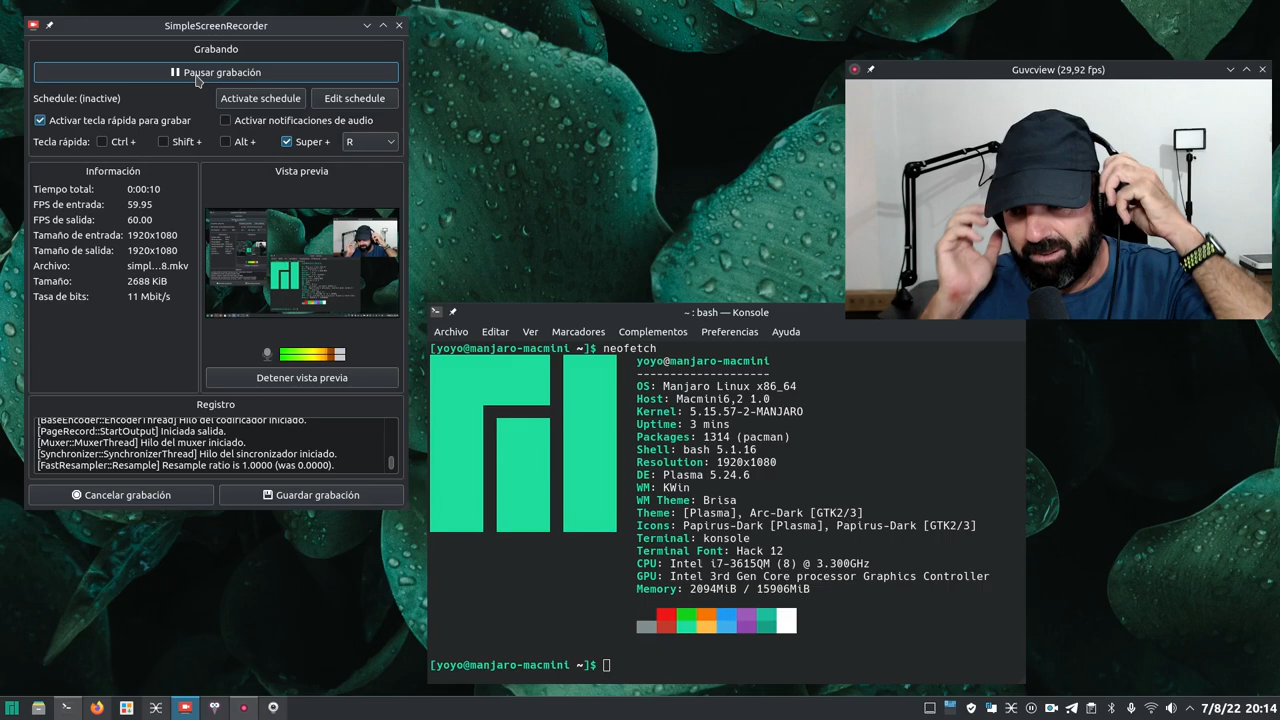 SimpleScreenRecorder
Grabando
Pausar grabación
Schedule: (inactive) Activate schedule Edit schedule
Activar tecla rápida para grabar Activar notificaciones de audio
Tecla rápida: Ctrl + Shift + Alt + Super + R
Información
Tiempo total: 0:00:10
FPS de entrada: 59.95
FPS de salida: 60.00
Tamaño de entrada: 1920x1080
Tamaño de salida: 1920x1080
Archivo: simpl...8.mkv
Tamaño: 2688 KiB
Tasa de bits: 11 Mbit/s
Vista previa
Detener vista previa
Registro
[BaseEncoder::EncoderThread] Hilo del codificador iniciado.
[PageRecord::StartOutput] Iniciada salida.
[Muxer::MuxerThread] Hilo del muxer iniciado.
[Synchronizer::SynchronizerThread] Hilo del sincronizador iniciado.
[FastResampler::Resample] Resample ratio is 1.0000 (was 0.0000).
Cancelar grabación Guardar grabación
Guvcview (29,92 fps)
~ : bash — Konsole
Archivo Editar Ver Marcadores Complementos Preferencias Ayuda
[yoyo@manjaro-macmini ~]$ neofetch
yoyo@manjaro-macmini
--------------------
OS: Manjaro Linux x86_64
Host: Macmini6,2 1.0
Kernel: 5.15.57-2-MANJARO
Uptime: 3 mins
Packages: 1314 (pacman)
Shell: bash 5.1.16
Resolution: 1920x1080
DE: Plasma 5.24.6
WM: KWin
WM Theme: Brisa
Theme: [Plasma], Arc-Dark [GTK2/3]
Icons: Papirus-Dark [Plasma], Papirus-Dark [GTK2/3]
Terminal: konsole
Terminal Font: Hack 12
CPU: Intel i7-3615QM (8) @ 3.300GHz
GPU: Intel 3rd Gen Core processor Graphics Controller
Memory: 2094MiB / 15906MiB
[yoyo@manjaro-macmini ~]$
7/8/22 20:14